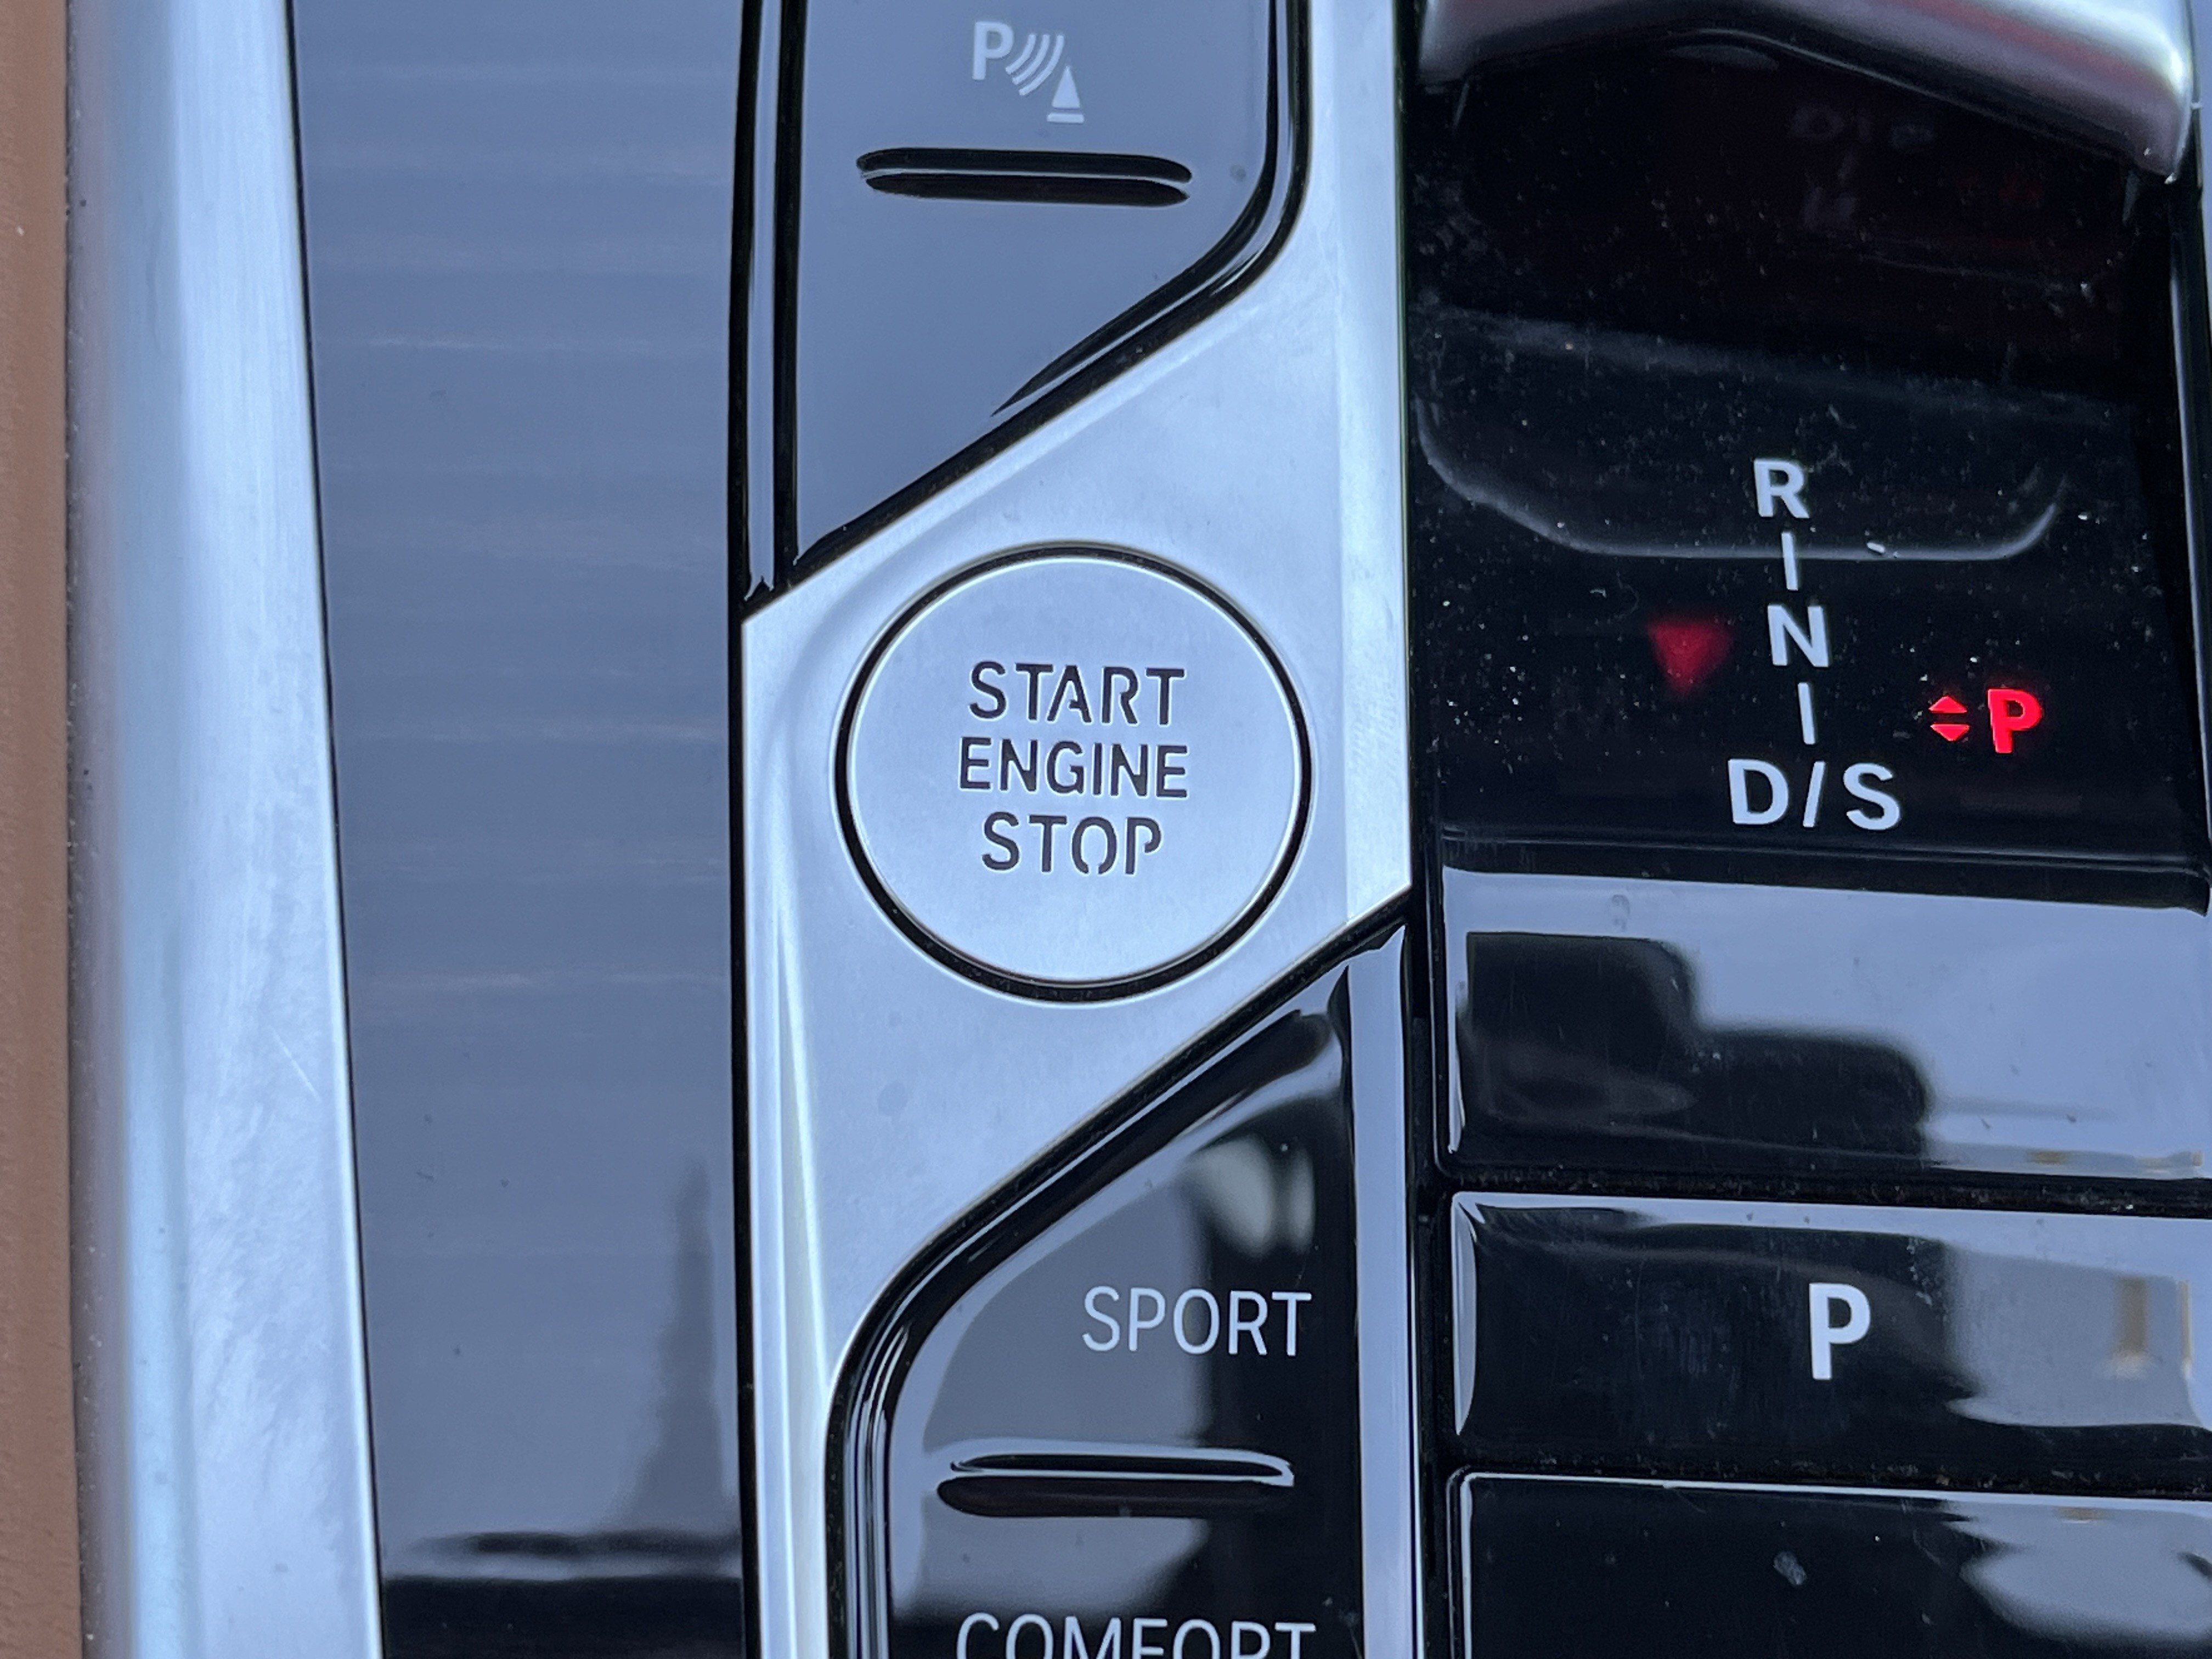 P
START
ENGINE
STOP
SPORT
COMFORT
R
N
D/S
P
P